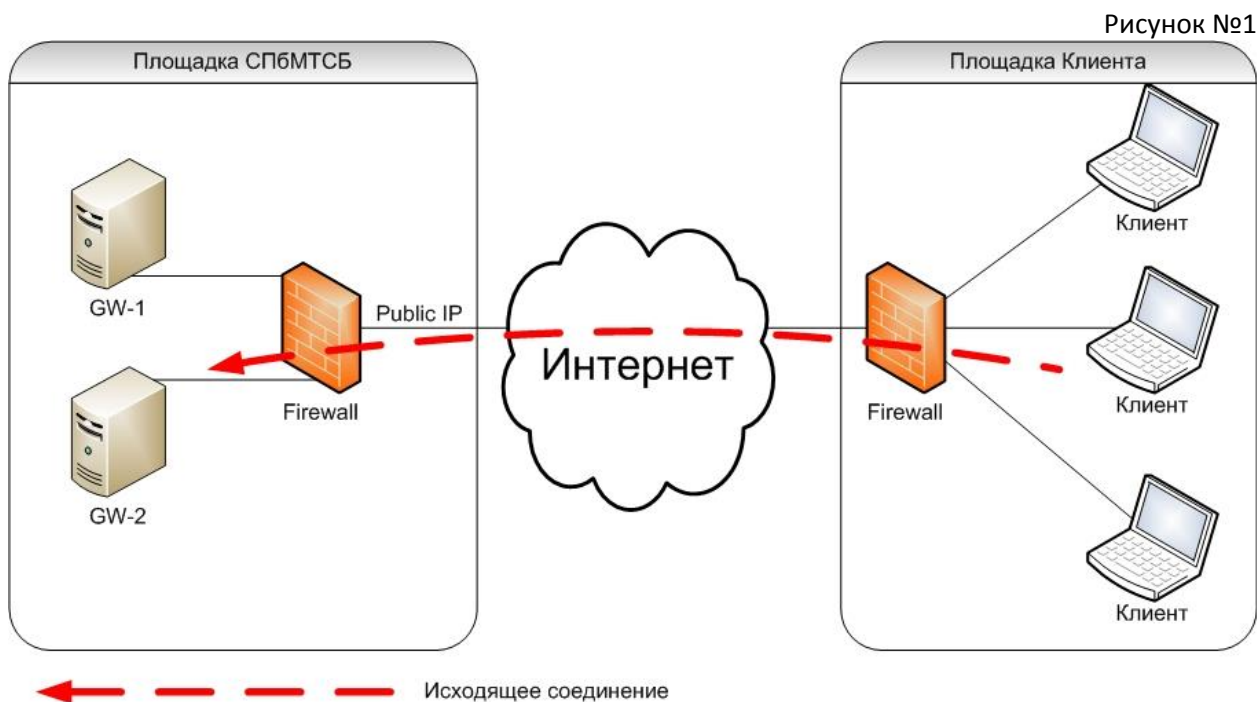 Рисунок №1
Площадка СПбМТСБ
Площадка Клиента
Клиент
GW-1
Public IP
Интернет
Firewall
Firewall
Клиент
GW-2
Клиент
Исходящее соединение